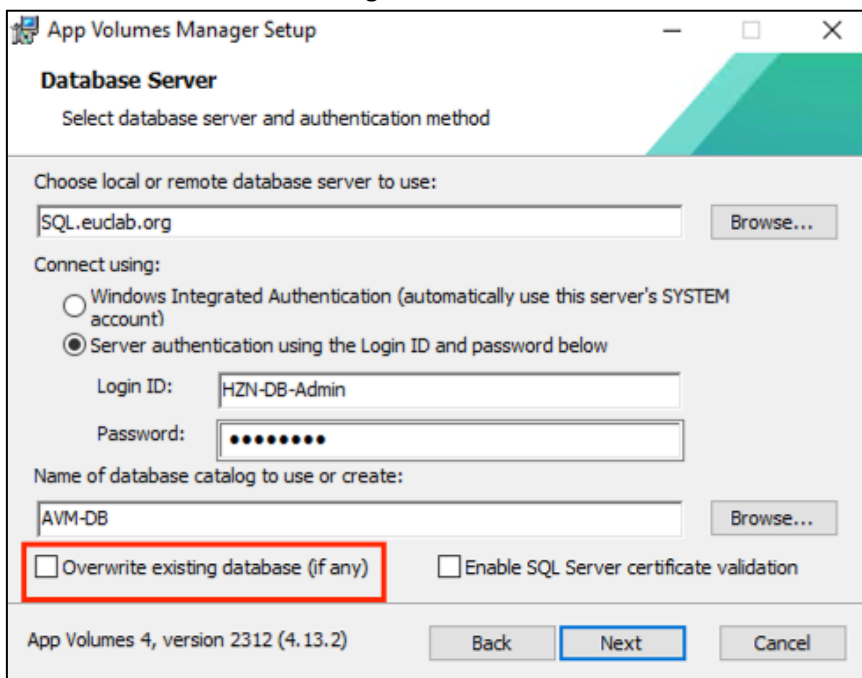 App Volumes Manager Setup
Database Server
Select database server and authentication method
Choose local or remote database server to use:
SQL.euclab.org
Browse...
Connect using:
Windows Integrated Authentication (automatically use this server's SYSTEM
account)
Server authentication using the Login ID and password below
Login ID:
HZN-DB-Admin
Password:
●●●●●●●●
Name of database catalog to use or create:
AVM-DB
Browse...
Overwrite existing database (if any)
Enable SQL Server certificate validation
App Volumes 4, version 2312 (4.13.2)
Back
Next
Cancel